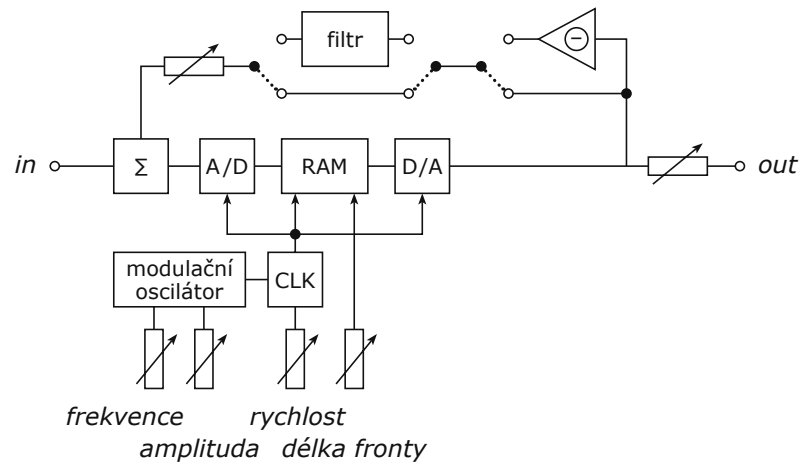 filtr
−
in
Σ
A/D
RAM
D/A
out
modulační
oscilátor
CLK
frekvence
rychlost
amplituda
délka fronty